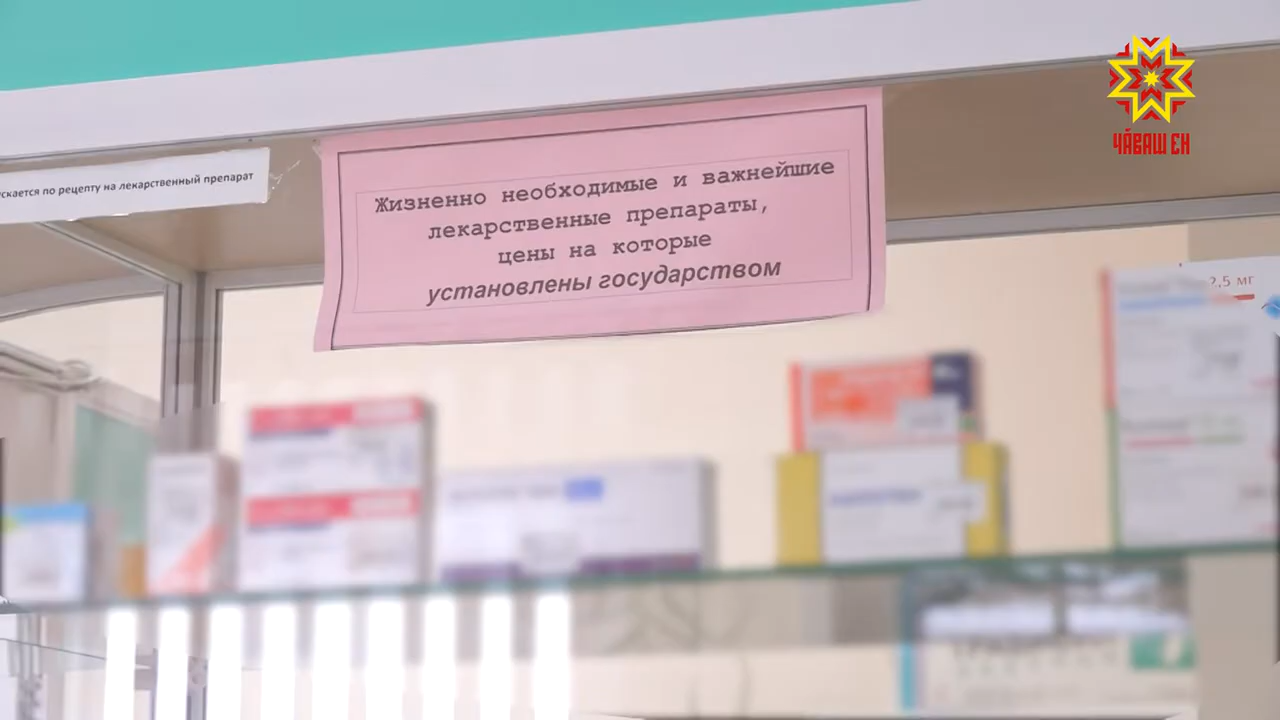 скается по рецепту на лекарственный препарат
Жизненно необходимые и важнейшие
лекарственные препараты,
цены на которые
установлены государством
ЧӐВАШ ЕН
2,5 мг